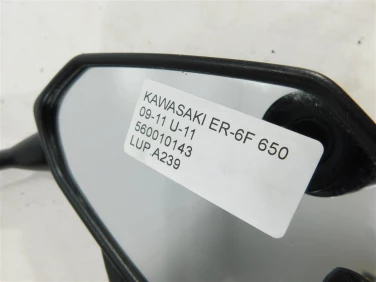 KAWASAKI ER-6F 650
09-11 U-11
560010143
LUP A239